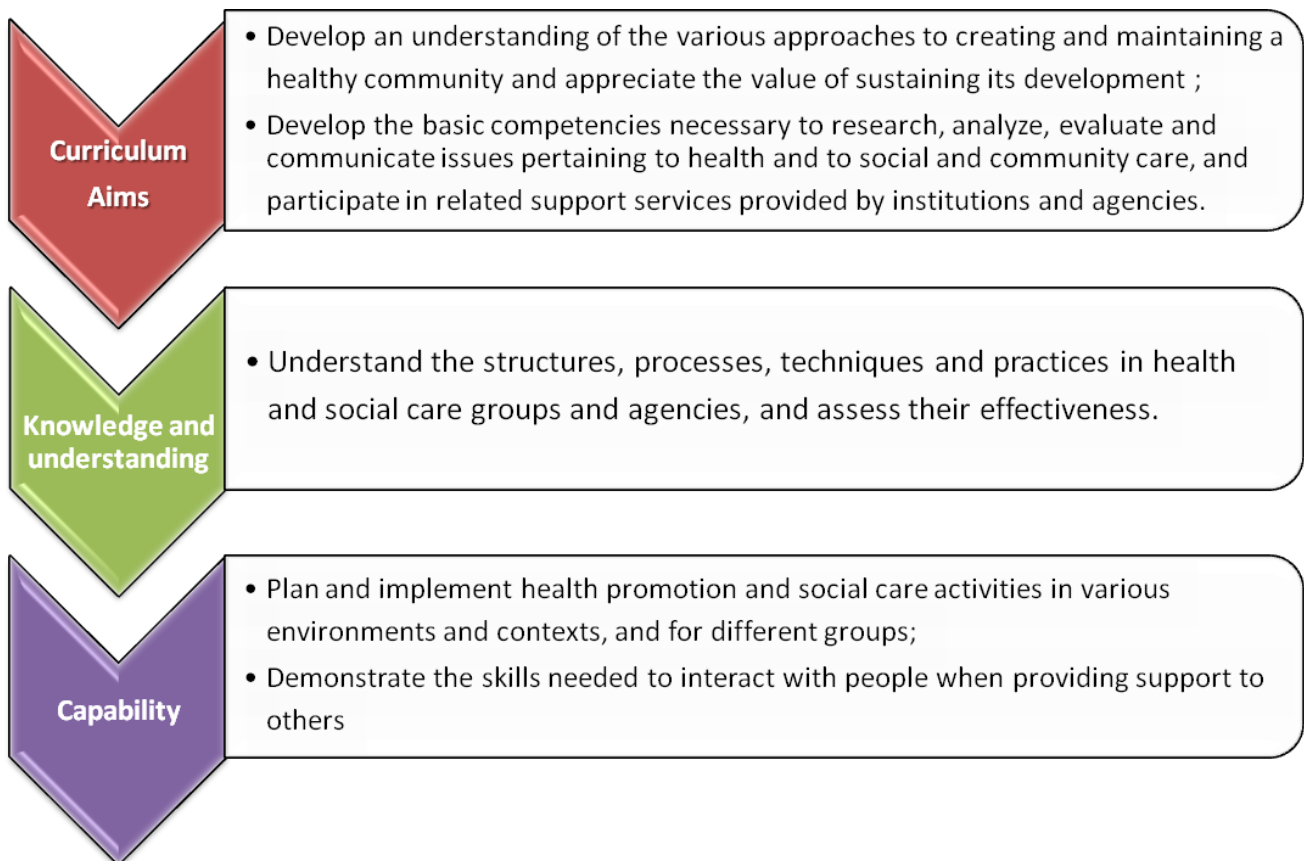 Curriculum
Aims
• Develop an understanding of the various approaches to creating and maintaining a
healthy community and appreciate the value of sustaining its development ;
• Develop the basic competencies necessary to research, analyze, evaluate and
communicate issues pertaining to health and to social and community care, and
participate in related support services provided by institutions and agencies.
Knowledge and
understanding
• Understand the structures, processes, techniques and practices in health
and social care groups and agencies, and assess their effectiveness.
Capability
• Plan and implement health promotion and social care activities in various
environments and contexts, and for different groups;
• Demonstrate the skills needed to interact with people when providing support to
others